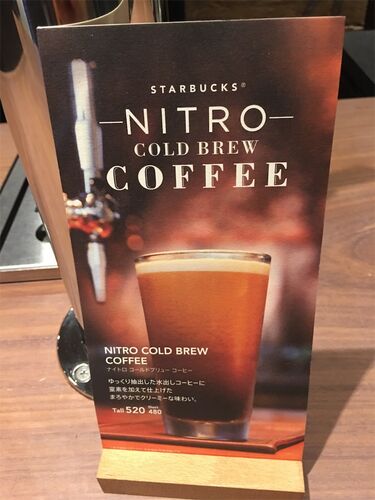 STARBUCKS®
NITRO
COLD BREW
COFFEE
NITRO COLD BREW
COFFEE
ナイトロ コールドブリュー コーヒー
ゆっくり抽出した水出しコーヒーに
窒素を加えて仕上げた
まろやかでクリーミーな味わい。
Tall 520 Short 480